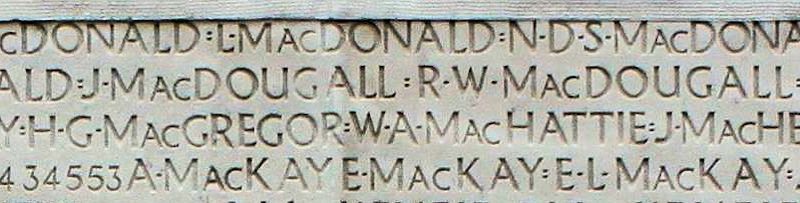 cDONALD:L·MacDONALD:N·D·S·MacDONA
ALD:J·MacDOUGALL:R·W·MacDOUGALL:
Y·H·G·MacGREGOR:W·A·MacHATTIE:J·MacHE
434553 A·MacKAY E·MacKAY:E·L·MacKAY: